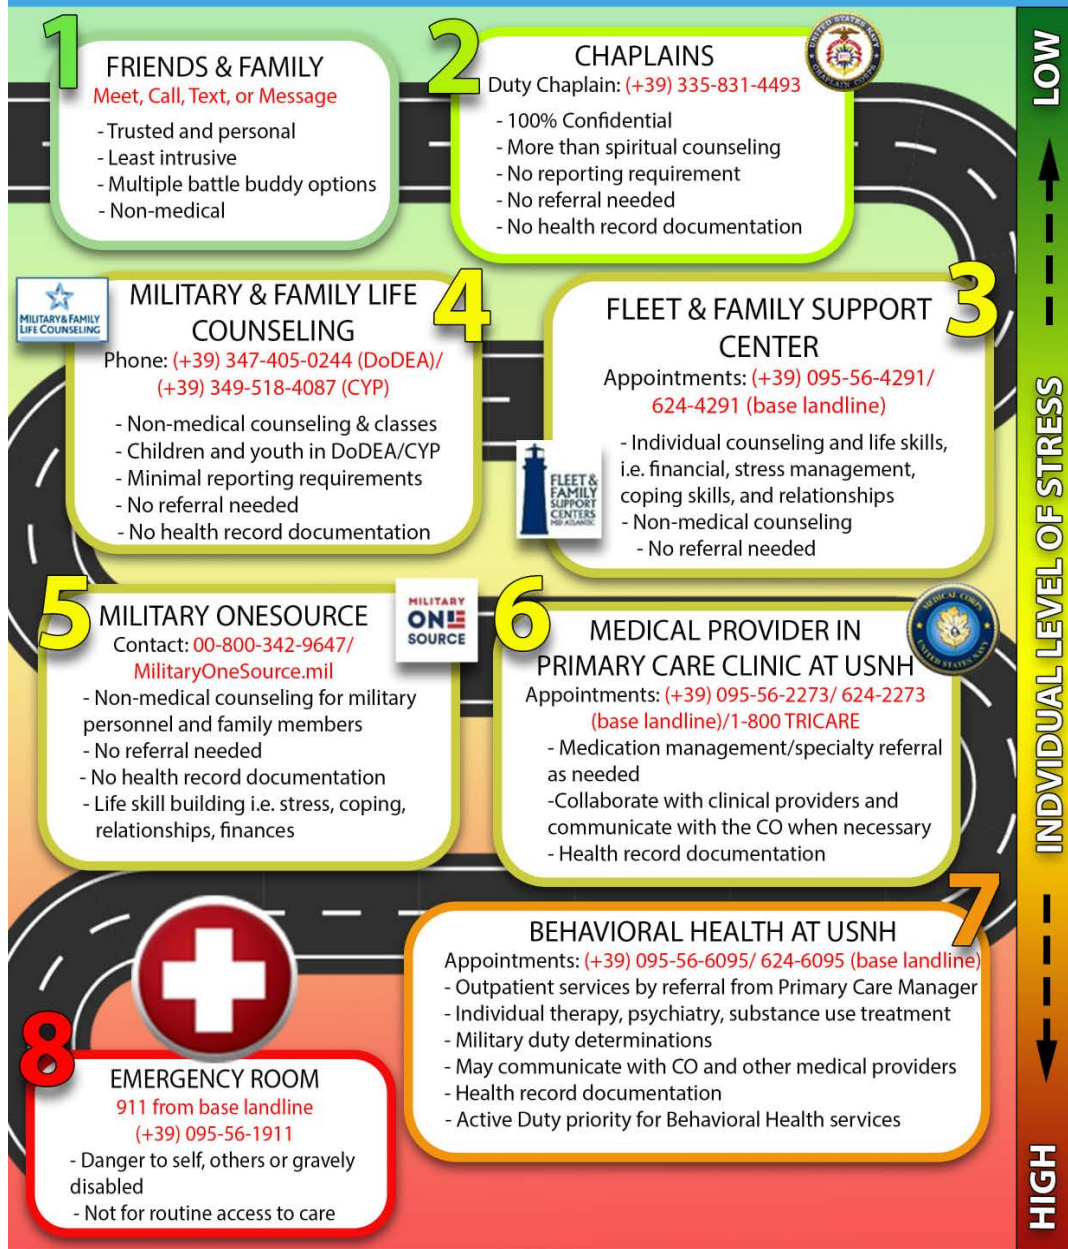 1
FRIENDS & FAMILY
Meet, Call, Text, or Message
- Trusted and personal
- Least intrusive
- Multiple battle buddy options
- Non-medical
2
CHAPLAINS
Duty Chaplain: (+39) 335-831-4493
- 100% Confidential
- More than spiritual counseling
- No reporting requirement
- No referral needed
- No health record documentation
UNITED STATES NAVY
CHAPLAIN CORPS
3
FLEET & FAMILY SUPPORT
CENTER
Appointments: (+39) 095-56-4291/
624-4291 (base landline)
- Individual counseling and life skills,
i.e. financial, stress management,
coping skills, and relationships
- Non-medical counseling
- No referral needed
FLEET &
FAMILY
SUPPORT
CENTERS
MID ATLANTIC
4
MILITARY & FAMILY LIFE
COUNSELING
Phone: (+39) 347-405-0244 (DoDEA)/
(+39) 349-518-4087 (CYP)
- Non-medical counseling & classes
- Children and youth in DoDEA/CYP
- Minimal reporting requirements
- No referral needed
- No health record documentation
MILITARY & FAMILY
LIFE COUNSELING
5
MILITARY ONESOURCE
Contact: 00-800-342-9647/
MilitaryOneSource.mil
- Non-medical counseling for military
personnel and family members
- No referral needed
- No health record documentation
- Life skill building i.e. stress, coping,
relationships, finances
MILITARY
ONE
SOURCE
6
MEDICAL PROVIDER IN
PRIMARY CARE CLINIC AT USNH
Appointments: (+39) 095-56-2273/ 624-2273
(base landline)/1-800 TRICARE
- Medication management/specialty referral
as needed
-Collaborate with clinical providers and
communicate with the CO when necessary
- Health record documentation
MEDICAL CORPS
UNITED STATES NAVY
7
BEHAVIORAL HEALTH AT USNH
Appointments: (+39) 095-56-6095/ 624-6095 (base landline)
- Outpatient services by referral from Primary Care Manager
- Individual therapy, psychiatry, substance use treatment
- Military duty determinations
- May communicate with CO and other medical providers
- Health record documentation
- Active Duty priority for Behavioral Health services
8
EMERGENCY ROOM
911 from base landline
(+39) 095-56-1911
- Danger to self, others or gravely
disabled
- Not for routine access to care
LOW
INDVIDUAL LEVEL OF STRESS
HIGH